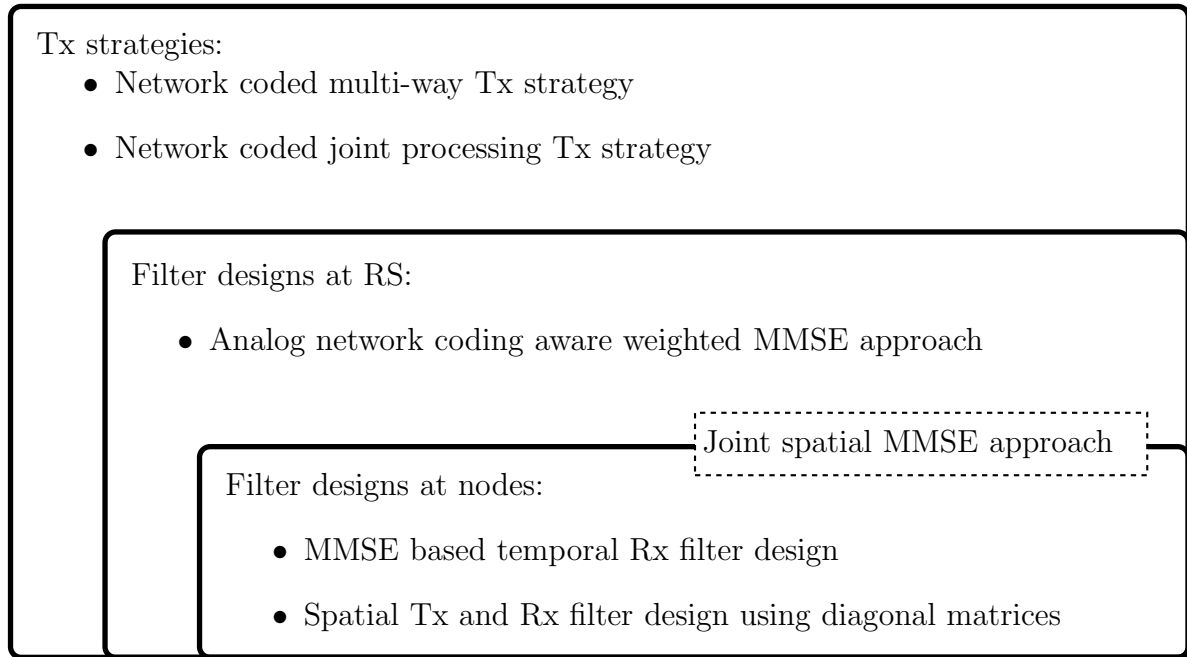 Tx strategies:
• Network coded multi-way Tx strategy
• Network coded joint processing Tx strategy
Filter designs at RS:
• Analog network coding aware weighted MMSE approach
Joint spatial MMSE approach
Filter designs at nodes:
• MMSE based temporal Rx filter design
• Spatial Tx and Rx filter design using diagonal matrices